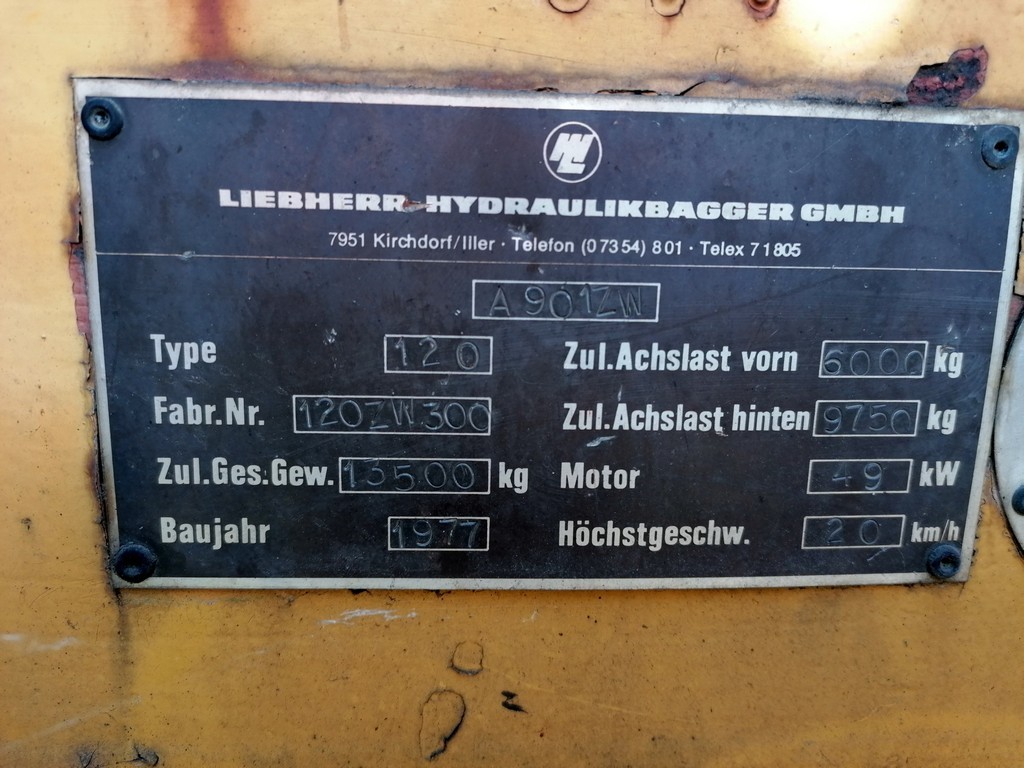 LIEBHERR-HYDRAULIKBAGGER GMBH
7951 Kirchdorf/Iller · Telefon (07354) 801 · Telex 71805
A 901ZW
Type 120 Zul.Achslast vorn 6000 kg
Fabr.Nr. 120ZW300 Zul.Achslast hinten 9750 kg
Zul.Ges.Gew. 13500 kg Motor 49 kW
Baujahr 1977 Höchstgeschw. 20 km/h